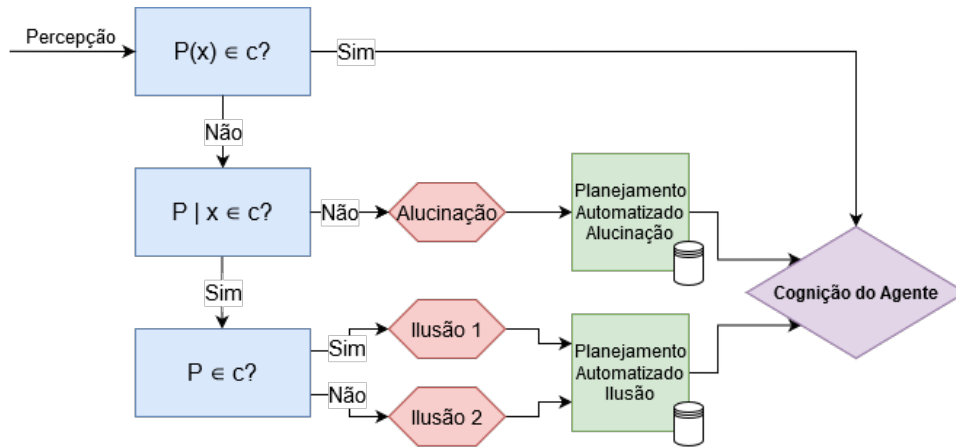 Percepção
P(x) ∈ c?
Sim
Não
P | x ∈ c?
Não
Alucinação
Planejamento
Automatizado
Alucinação
Sim
Cognição do Agente
P ∈ c?
Sim
Ilusão 1
Não
Ilusão 2
Planejamento
Automatizado
Ilusão